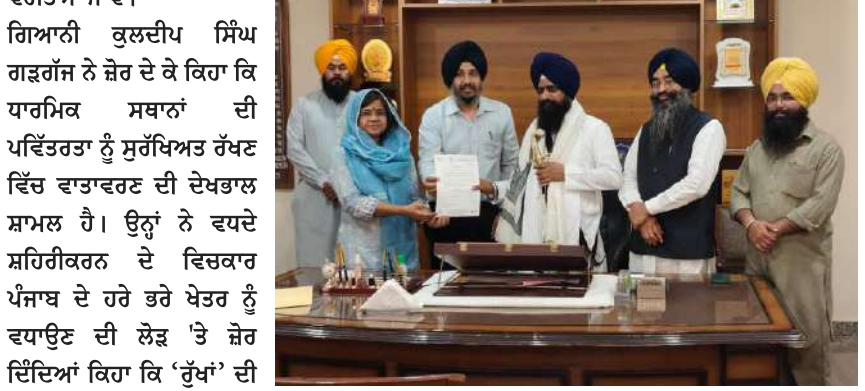 ਗਿਆਨੀ ਕੁਲਦੀਪ ਸਿੰਘ
ਗੜਗੱਜ ਨੇ ਜ਼ੋਰ ਦੇ ਕੇ ਕਿਹਾ ਕਿ
ਧਾਰਮਿਕ ਸਥਾਨਾਂ ਦੀ
ਪਵਿੱਤਰਤਾ ਨੂੰ ਸੁਰੱਖਿਅਤ ਰੱਖਣ
ਵਿੱਚ ਵਾਤਾਵਰਣ ਦੀ ਦੇਖਭਾਲ
ਸ਼ਾਮਲ ਹੈ। ਉਨ੍ਹਾਂ ਨੇ ਵਧਦੇ
ਸ਼ਹਿਰੀਕਰਨ ਦੇ ਵਿਚਕਾਰ
ਪੰਜਾਬ ਦੇ ਹਰੇ ਭਰੇ ਖੇਤਰ ਨੂੰ
ਵਧਾਉਣ ਦੀ ਲੋੜ 'ਤੇ ਜ਼ੋਰ
ਦਿੰਦਿਆਂ ਕਿਹਾ ਕਿ ‘ਰੁੱਖਾਂ’ ਦੀ